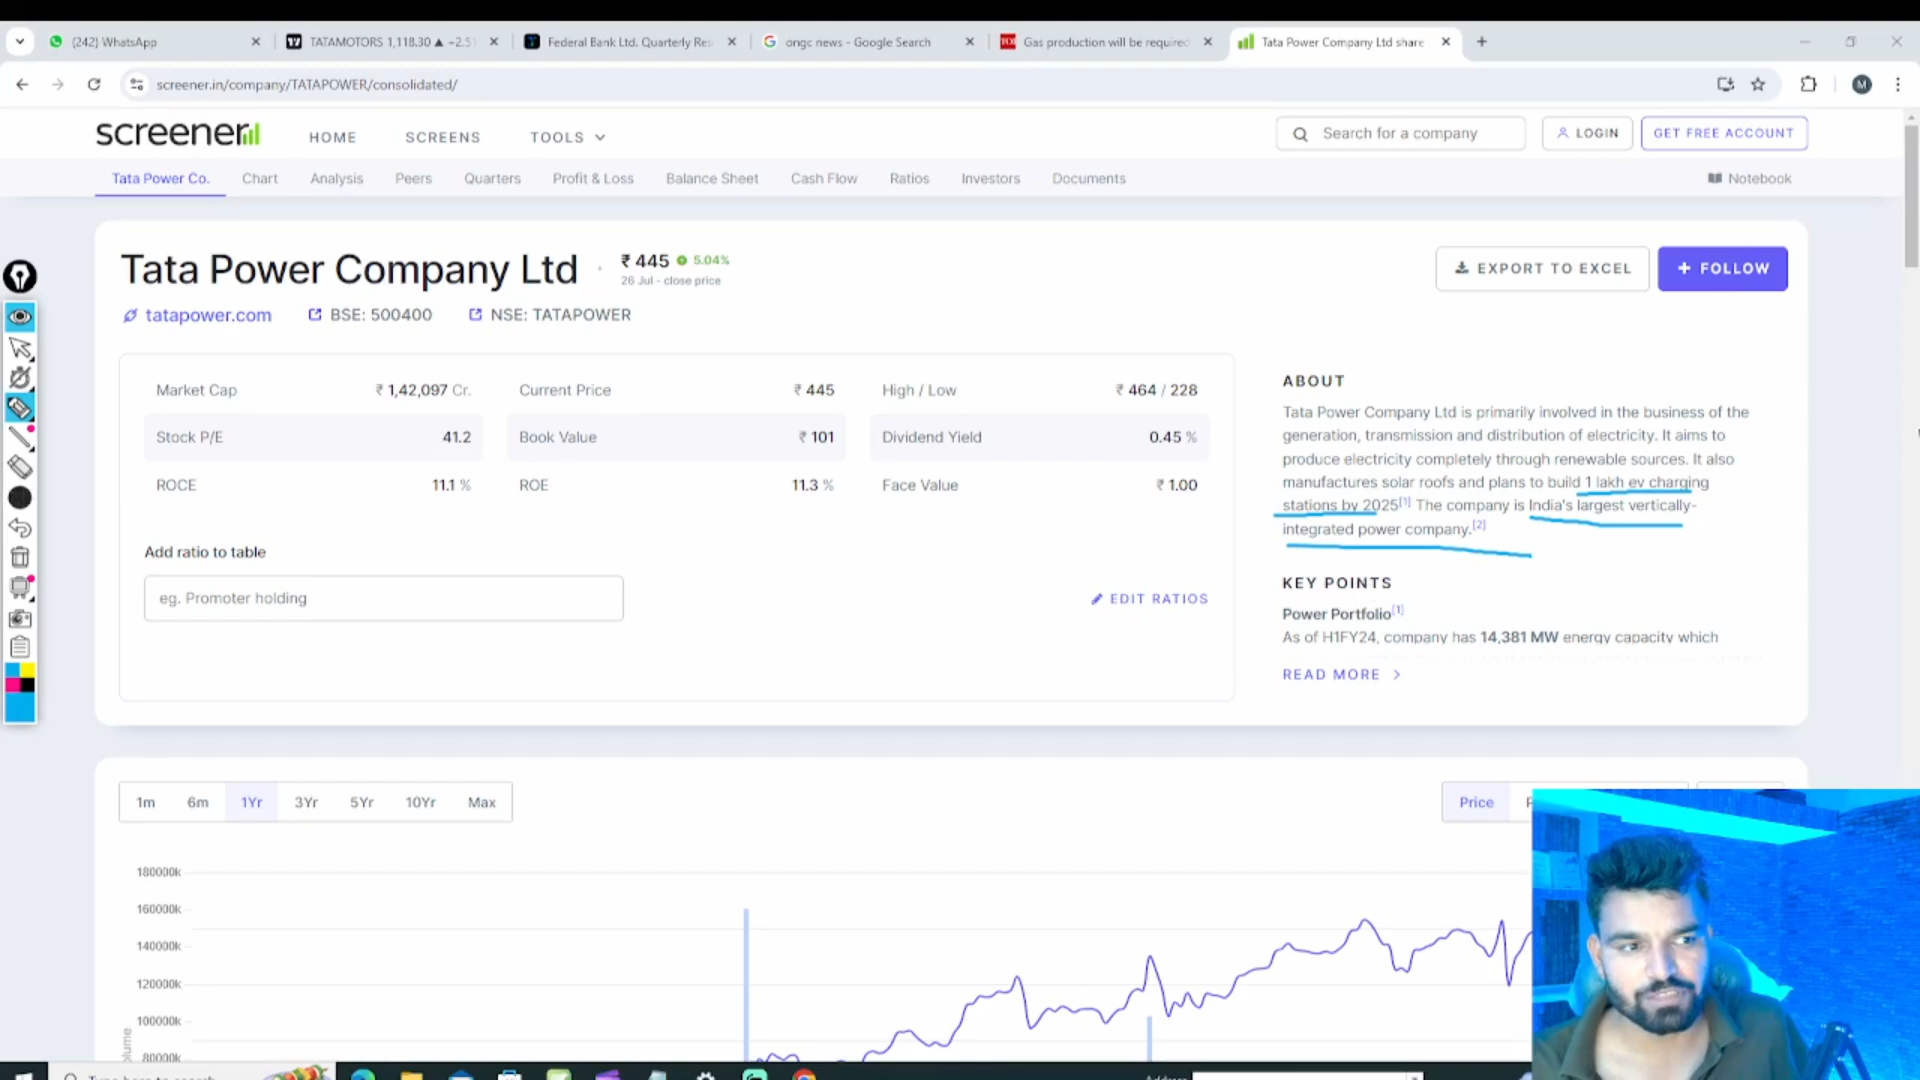 (242) WhatsApp
TATAMOTORS 1,118.30 ▲ −2.5
Federal Bank Ltd. Quarterly Res
ongc news - Google Search
Gas production will be required
Tata Power Company Ltd share
screener.in/company/TATAPOWER/consolidated/
M
screener
HOME
SCREENS
TOOLS
Search for a company
LOGIN
GET FREE ACCOUNT
Tata Power Co.
Chart
Analysis
Peers
Quarters
Profit & Loss
Balance Sheet
Cash Flow
Ratios
Investors
Documents
Notebook
Tata Power Company Ltd
₹ 445 5.04%
26 Jul - close price
EXPORT TO EXCEL
+ FOLLOW
tatapower.com
BSE: 500400
NSE: TATAPOWER
Market Cap ₹ 1,42,097 Cr.
Current Price ₹ 445
High / Low ₹ 464 / 228
Stock P/E 41.2
Book Value ₹ 101
Dividend Yield 0.45 %
ROCE 11.1 %
ROE 11.3 %
Face Value ₹ 1.00
Add ratio to table
eg. Promoter holding
EDIT RATIOS
ABOUT
Tata Power Company Ltd is primarily involved in the business of the
generation, transmission and distribution of electricity. It aims to
produce electricity completely through renewable sources. It also
manufactures solar roofs and plans to build 1 lakh ev charging
stations by 2025[1] The company is India's largest vertically-
integrated power company.[2]
KEY POINTS
Power Portfolio[1]
As of H1FY24, company has 14,381 MW energy capacity which
READ MORE
1m
6m
1Yr
3Yr
5Yr
10Yr
Max
Price
180000k
160000k
140000k
120000k
100000k
80000k